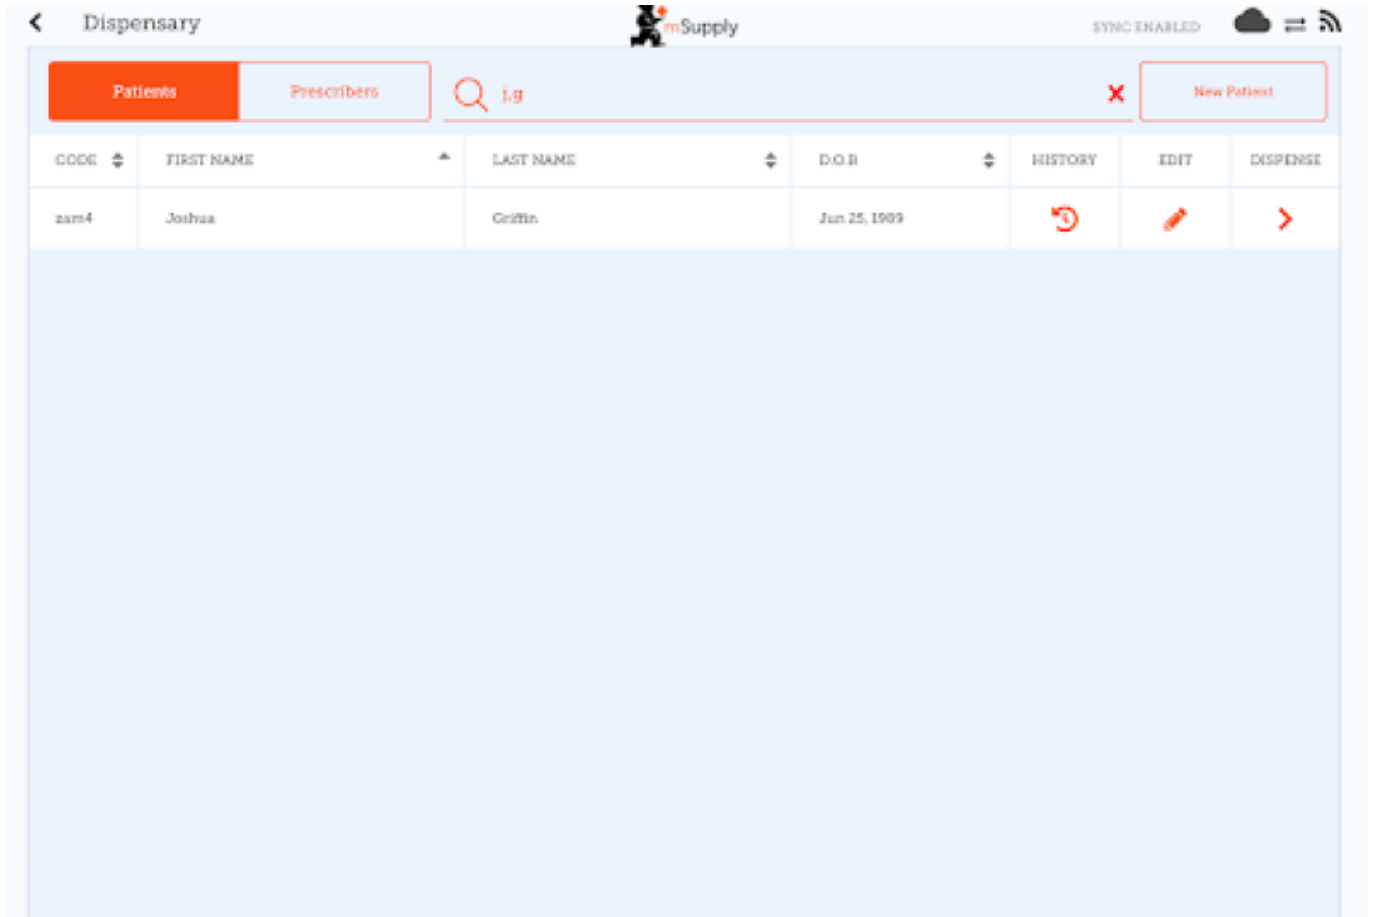 Dispensary
mSupply
SYNC ENABLED
Patients
Prescribers
j,g
New Patient
CODE
FIRST NAME
LAST NAME
D.O.B
HISTORY
EDIT
DISPENSE
zam4
Joshua
Griffin
Jun 25, 1989